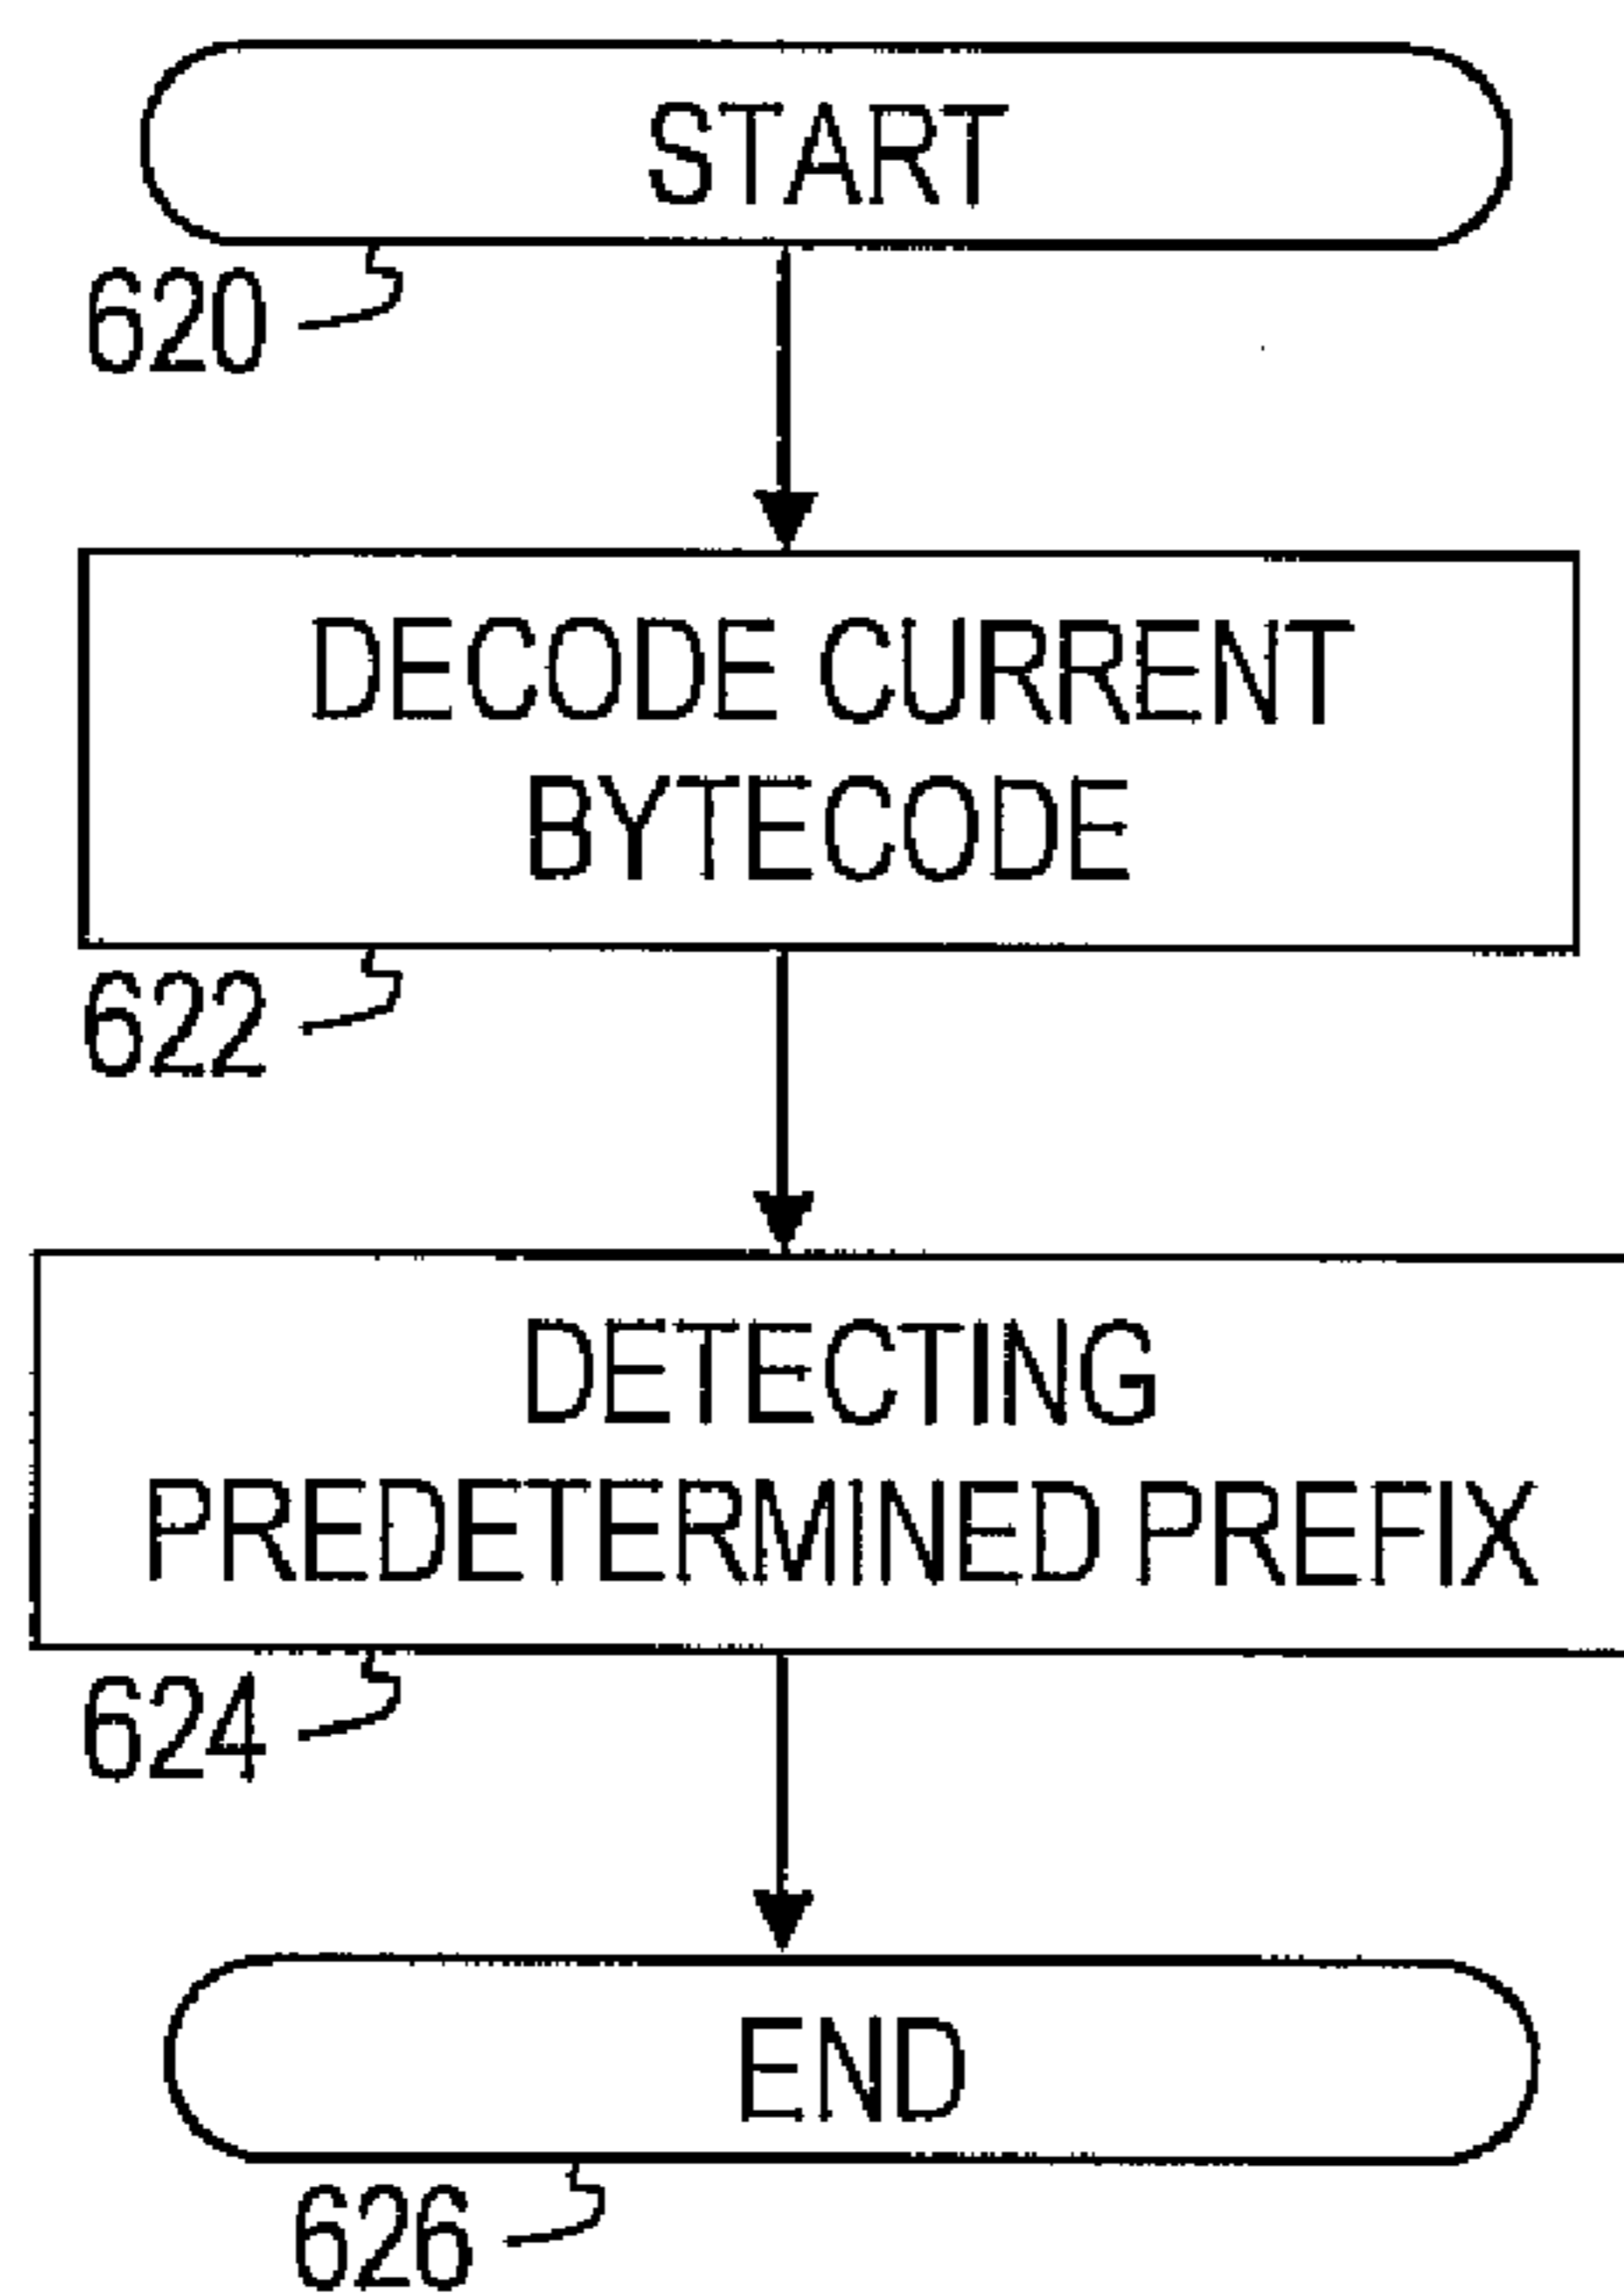 START
620
DECODE CURRENT
BYTECODE
622
DETECTING
PREDETERMINED PREFIX
624
END
626